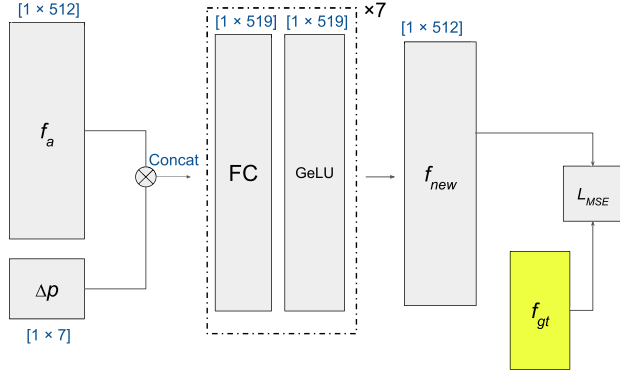 [1 × 512]
f_a
Δp
[1 × 7]
Concat
[1 × 519] [1 × 519]
×7
FC
GeLU
[1 × 512]
f_new
L_MSE
f_gt